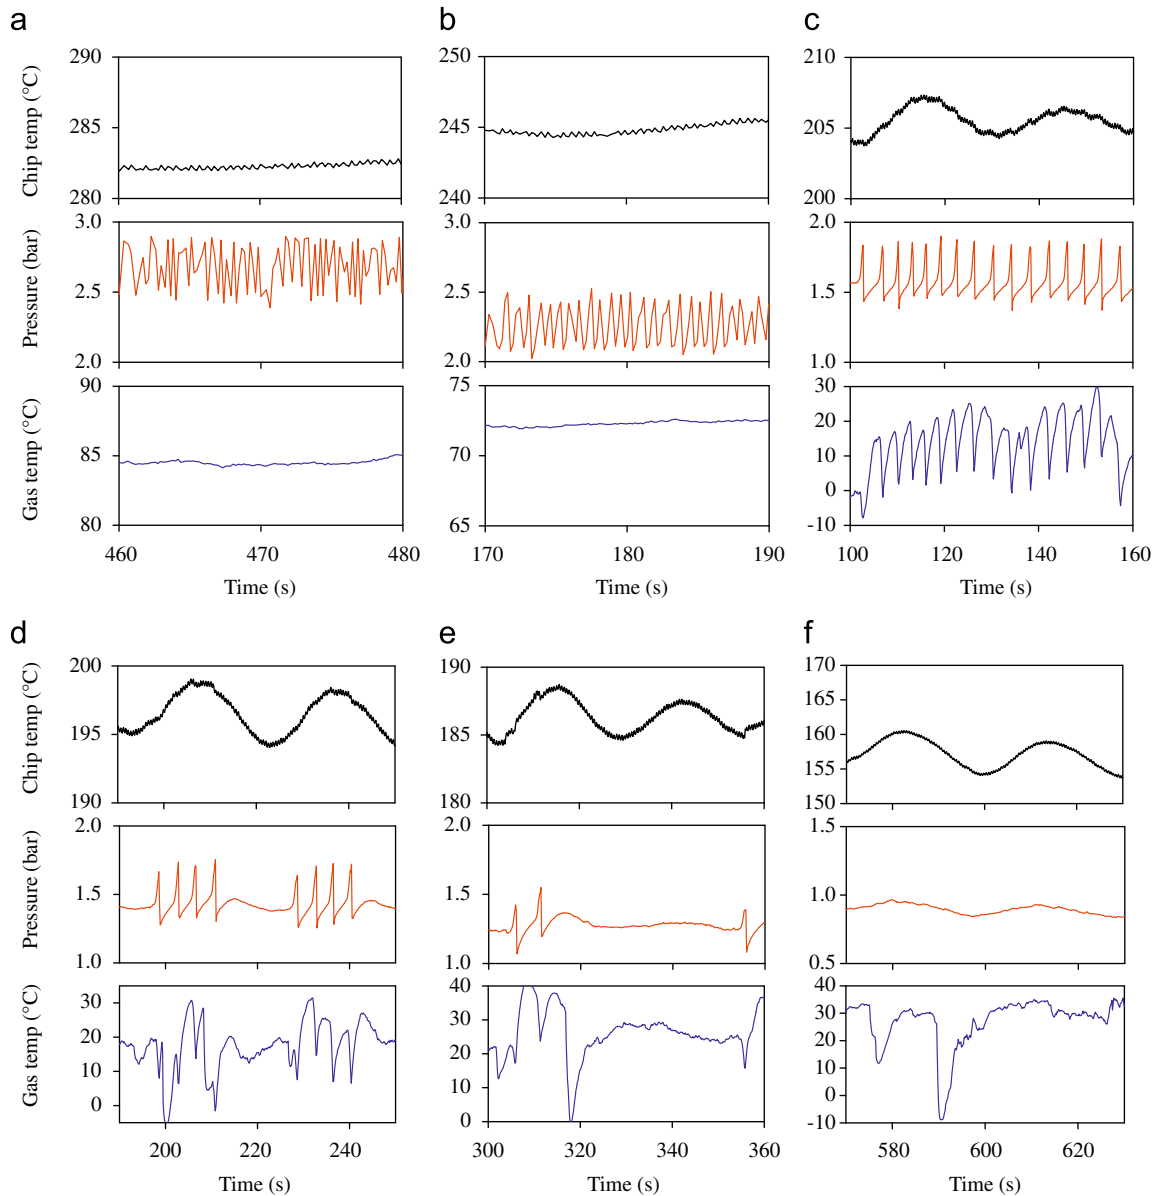 a b c
290 250 210
285 245 205
280 240 200
Chip temp (°C)
3.0 3.0 2.0
2.5 2.5 1.5
2.0 2.0 1.0
Pressure (bar)
90 75 30
20
85 70 10
0
80 65 -10
Gas temp (°C)
460 470 480 170 180 190 100 120 140 160
Time (s) Time (s) Time (s)
d e f
200 190 170
165
195 185 160
155
190 180 150
Chip temp (°C)
2.0 2.0 1.5
1.5 1.5 1.0
1.0 1.0 0.5
Pressure (bar)
40 40
30 30 30
20 20 20
10 10 10
0 0 0
-10
Gas temp (°C)
200 220 240 300 320 340 360 580 600 620
Time (s) Time (s) Time (s)